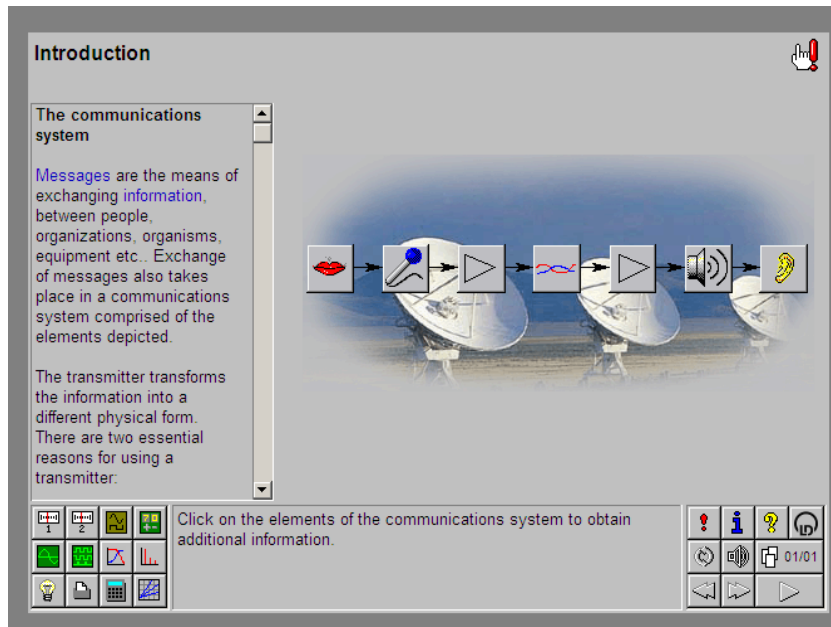 Introduction
The communications
system
Messages are the means of
exchanging information,
between people,
organizations, organisms,
equipment etc.. Exchange
of messages also takes
place in a communications
system comprised of the
elements depicted.
The transmitter transforms
the information into a
different physical form.
There are two essential
reasons for using a
transmitter:
1
2
Click on the elements of the communications system to obtain
additional information.
01/01